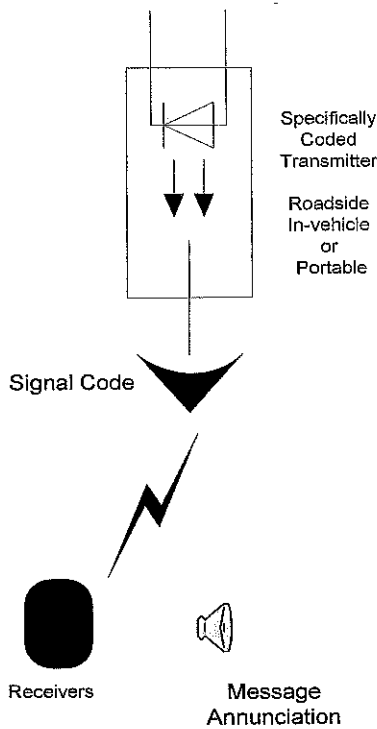 Specifically
Coded
Transmitter
Roadside
In-vehicle
or
Portable
Signal Code
Receivers
Message
Annunciation